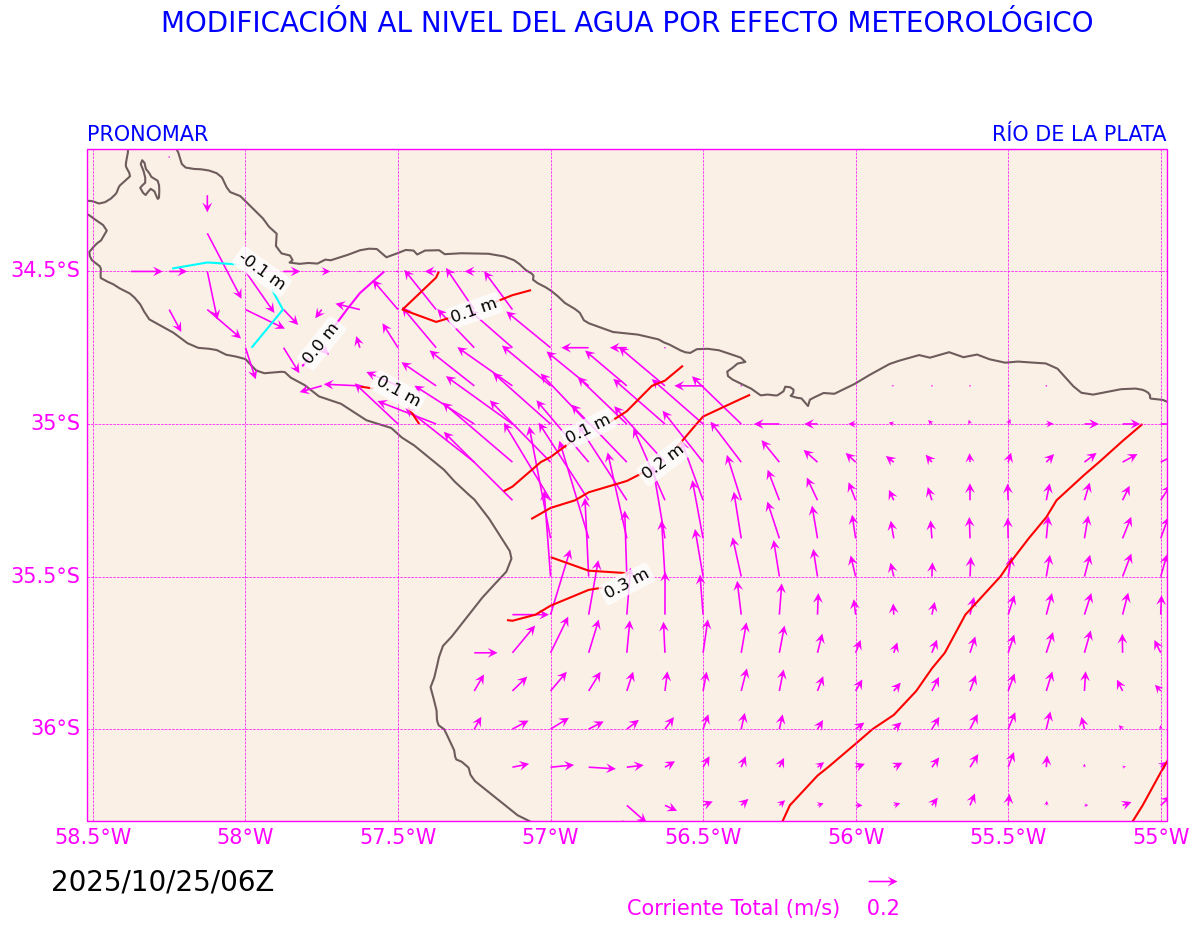 MODIFICACIÓN AL NIVEL DEL AGUA POR EFECTO METEOROLÓGICO
PRONOMAR
RÍO DE LA PLATA
-0.1 m
34.5°S
0.1 m
-0.0 m
0.1 m
35°S
0.1 m
0.2 m
35.5°S
0.3 m
36°S
58.5°W
58°W
57.5°W
57°W
56.5°W
56°W
55.5°W
55°W
2025/10/25/06Z
Corriente Total (m/s)
0.2